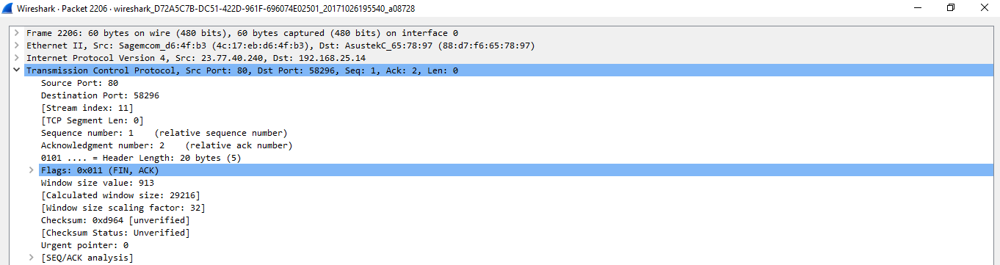 Wireshark · Packet 2206 · wireshark_D72A5C7B-DC51-422D-961F-696074E02501_20171026195540_a08728
Frame 2206: 60 bytes on wire (480 bits), 60 bytes captured (480 bits) on interface 0
Ethernet II, Src: Sagemcom_d6:4f:b3 (4c:17:eb:d6:4f:b3), Dst: AsustekC_65:78:97 (88:d7:f6:65:78:97)
Internet Protocol Version 4, Src: 23.77.40.240, Dst: 192.168.25.14
Transmission Control Protocol, Src Port: 80, Dst Port: 58296, Seq: 1, Ack: 2, Len: 0
Source Port: 80
Destination Port: 58296
[Stream index: 11]
[TCP Segment Len: 0]
Sequence number: 1    (relative sequence number)
Acknowledgment number: 2    (relative ack number)
0101 .... = Header Length: 20 bytes (5)
Flags: 0x011 (FIN, ACK)
Window size value: 913
[Calculated window size: 29216]
[Window size scaling factor: 32]
Checksum: 0xd964 [unverified]
[Checksum Status: Unverified]
Urgent pointer: 0
[SEQ/ACK analysis]